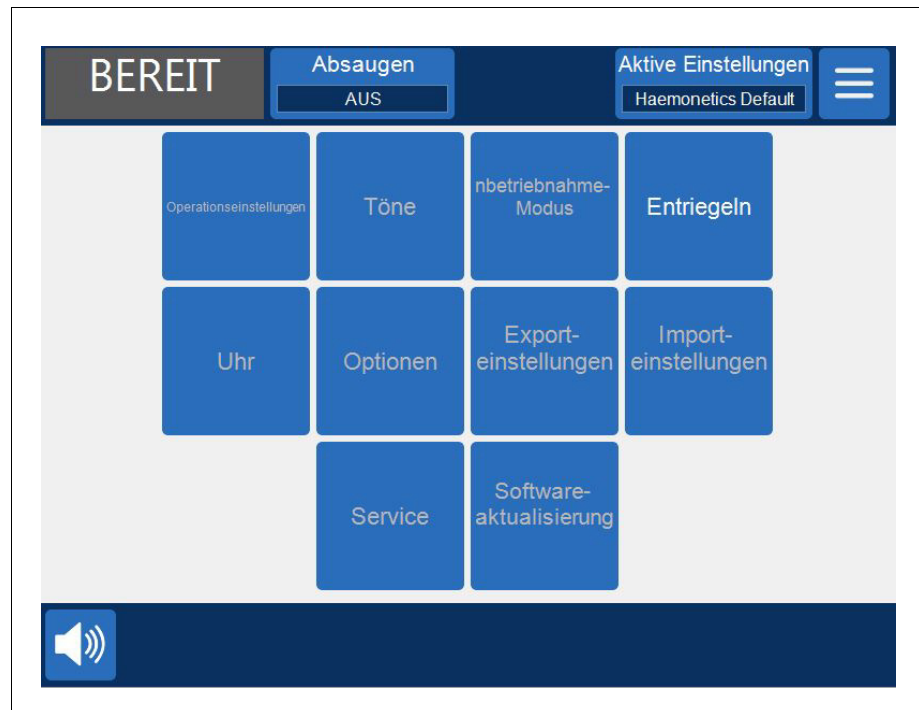 BEREIT
Absaugen
AUS
Aktive Einstellungen
Haemonetics Default
Operationseinstellungen
Töne
nbetriebnahme-
Modus
Entriegeln
Uhr
Optionen
Export-
einstellungen
Import-
einstellungen
Service
Software-
aktualisierung